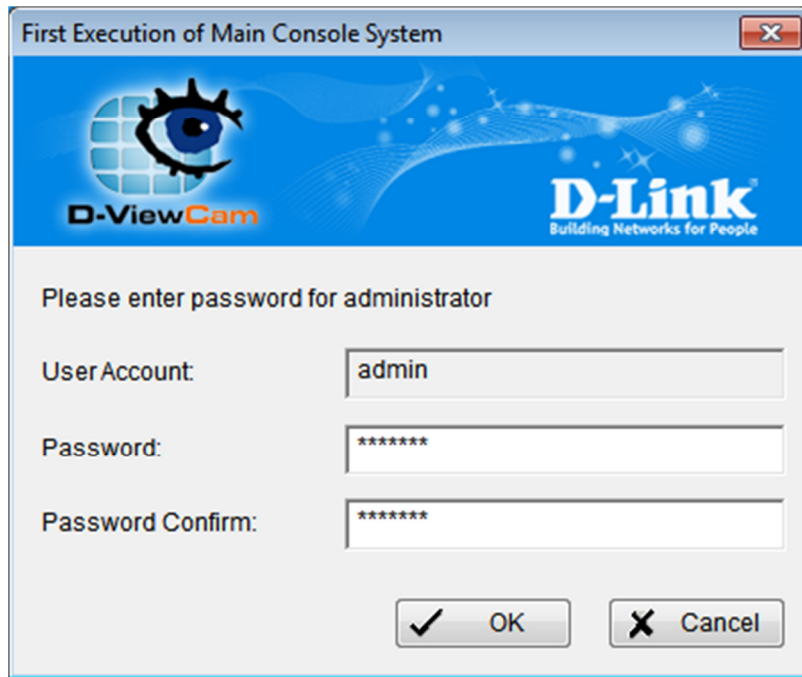 First Execution of Main Console System
D-ViewCam
D-Link
Building Networks for People
Please enter password for administrator
User Account:
admin
Password:
*******
Password Confirm:
*******
OK
Cancel